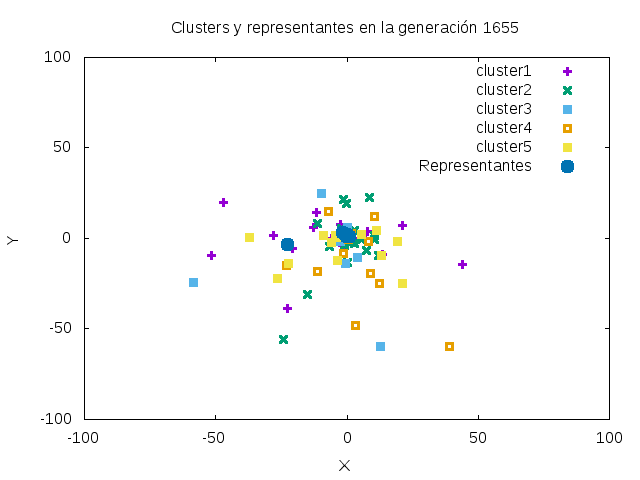 Clusters y representantes en la generación 1655
100
50
0
-50
-100
-100
-50
0
50
100
Y
X
cluster1
cluster2
cluster3
cluster4
cluster5
Representantes